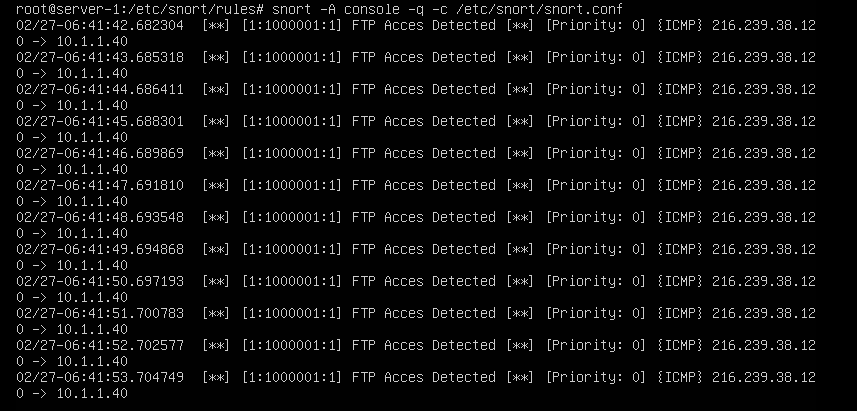 root@server-1:/etc/snort/rules# snort -A console -q -c /etc/snort/snort.conf
02/27-06:41:42.682304  [**] [1:1000001:1] FTP Acces Detected [**] [Priority: 0] {ICMP} 216.239.38.12
0 -> 10.1.1.40
02/27-06:41:43.685318  [**] [1:1000001:1] FTP Acces Detected [**] [Priority: 0] {ICMP} 216.239.38.12
0 -> 10.1.1.40
02/27-06:41:44.686411  [**] [1:1000001:1] FTP Acces Detected [**] [Priority: 0] {ICMP} 216.239.38.12
0 -> 10.1.1.40
02/27-06:41:45.688301  [**] [1:1000001:1] FTP Acces Detected [**] [Priority: 0] {ICMP} 216.239.38.12
0 -> 10.1.1.40
02/27-06:41:46.689869  [**] [1:1000001:1] FTP Acces Detected [**] [Priority: 0] {ICMP} 216.239.38.12
0 -> 10.1.1.40
02/27-06:41:47.691810  [**] [1:1000001:1] FTP Acces Detected [**] [Priority: 0] {ICMP} 216.239.38.12
0 -> 10.1.1.40
02/27-06:41:48.693548  [**] [1:1000001:1] FTP Acces Detected [**] [Priority: 0] {ICMP} 216.239.38.12
0 -> 10.1.1.40
02/27-06:41:49.694868  [**] [1:1000001:1] FTP Acces Detected [**] [Priority: 0] {ICMP} 216.239.38.12
0 -> 10.1.1.40
02/27-06:41:50.697193  [**] [1:1000001:1] FTP Acces Detected [**] [Priority: 0] {ICMP} 216.239.38.12
0 -> 10.1.1.40
02/27-06:41:51.700783  [**] [1:1000001:1] FTP Acces Detected [**] [Priority: 0] {ICMP} 216.239.38.12
0 -> 10.1.1.40
02/27-06:41:52.702577  [**] [1:1000001:1] FTP Acces Detected [**] [Priority: 0] {ICMP} 216.239.38.12
0 -> 10.1.1.40
02/27-06:41:53.704749  [**] [1:1000001:1] FTP Acces Detected [**] [Priority: 0] {ICMP} 216.239.38.12
0 -> 10.1.1.40